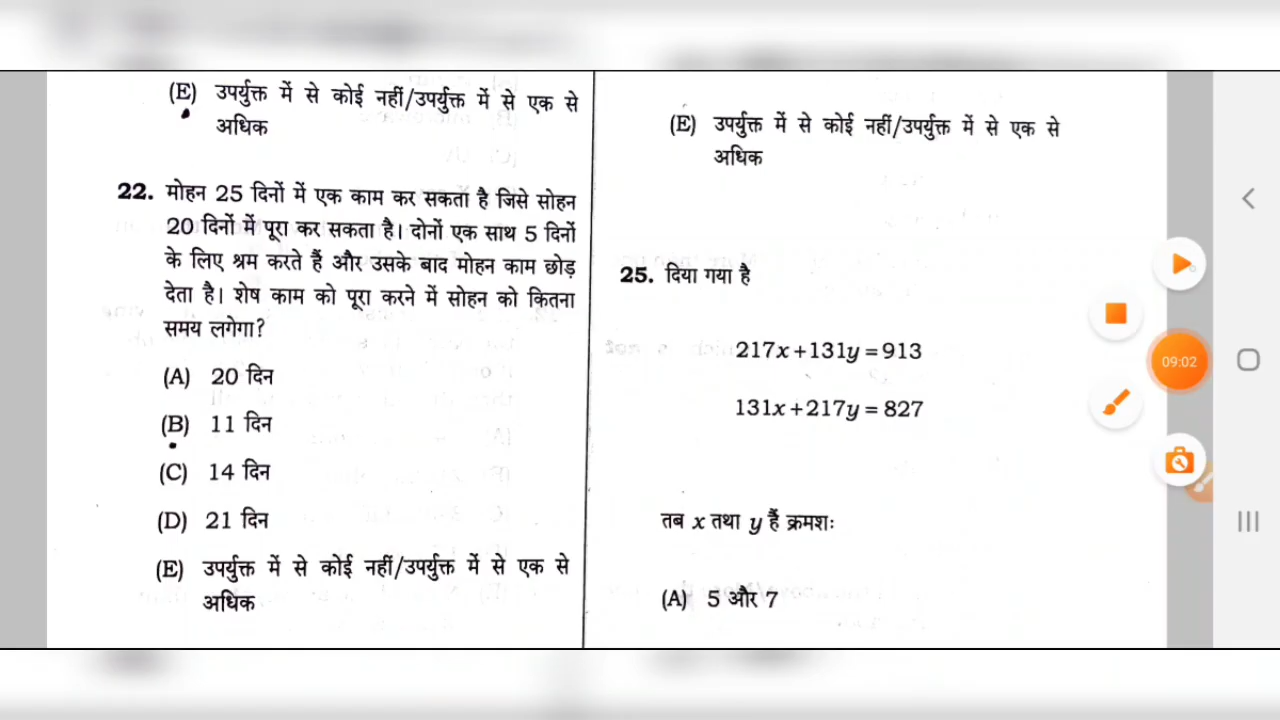 (E) उपर्युक्त में से कोई नहीं/उपर्युक्त में से एक से
अधिक
22. मोहन 25 दिनों में एक काम कर सकता है जिसे सोहन
20 दिनों में पूरा कर सकता है। दोनों एक साथ 5 दिनों
के लिए श्रम करते हैं और उसके बाद मोहन काम छोड़
देता है। शेष काम को पूरा करने में सोहन को कितना
समय लगेगा?
(A) 20 दिन
(B) 11 दिन
(C) 14 दिन
(D) 21 दिन
(E) उपर्युक्त में से कोई नहीं/उपर्युक्त में से एक से
अधिक
(E) उपर्युक्त में से कोई नहीं/उपर्युक्त में से एक से
अधिक
25. दिया गया है
217x+131y=913
131x+217y=827
तब x तथा y हैं क्रमशः
(A) 5 और 7
09:02